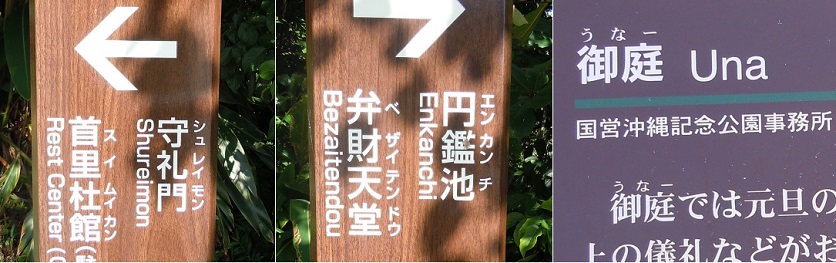 シュレイモン
守礼門
Shureimon
スイムイカン
首里杜館(
Rest Center (
エンカンチ
円鑑池
Enkanchi
ベザイテンドウ
弁財天堂
Bezaitendou
うなー
御庭 Una
国営沖縄記念公園事務所
うなー
御庭では元旦の
上の儀礼などがお